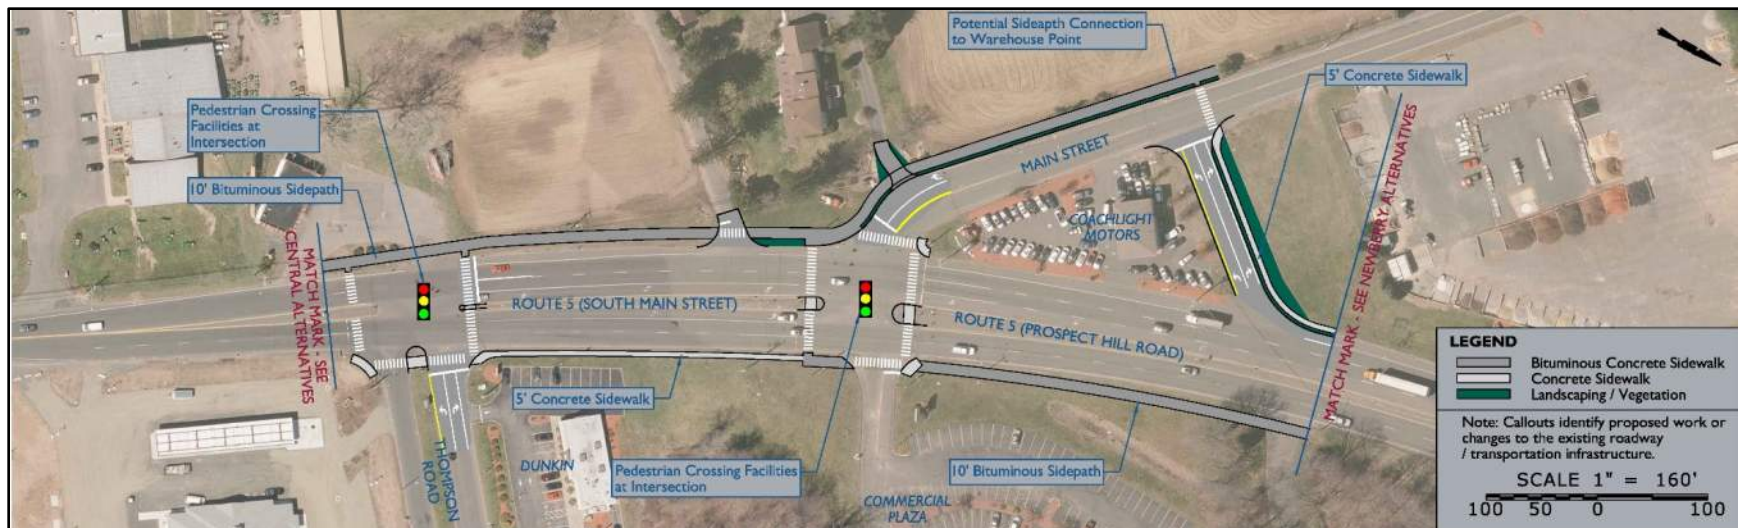 Potential Sideapth Connection
to Warehouse Point
5' Concrete Sidewalk
Pedestrian Crossing
Facilities at
Intersection
10' Bituminous Sidepath
MAIN STREET
COACHLIGHT
MOTORS
MATCH MARK - SEE
CENTRAL ALTERNATIVES
ROUTE 5 (SOUTH MAIN STREET)
ROUTE 5 (PROSPECT HILL ROAD)
MATCH MARK - SEE NEWBERRY ALTERNATIVES
5' Concrete Sidewalk
THOMPSON
ROAD
DUNKIN
Pedestrian Crossing Facilities
at Intersection
10' Bituminous Sidepath
COMMERCIAL
PLAZA
LEGEND
Bituminous Concrete Sidewalk
Concrete Sidewalk
Landscaping / Vegetation
Note: Callouts identify proposed work or
changes to the existing roadway
/ transportation infrastructure.
SCALE 1" = 160'
100 50 0 100